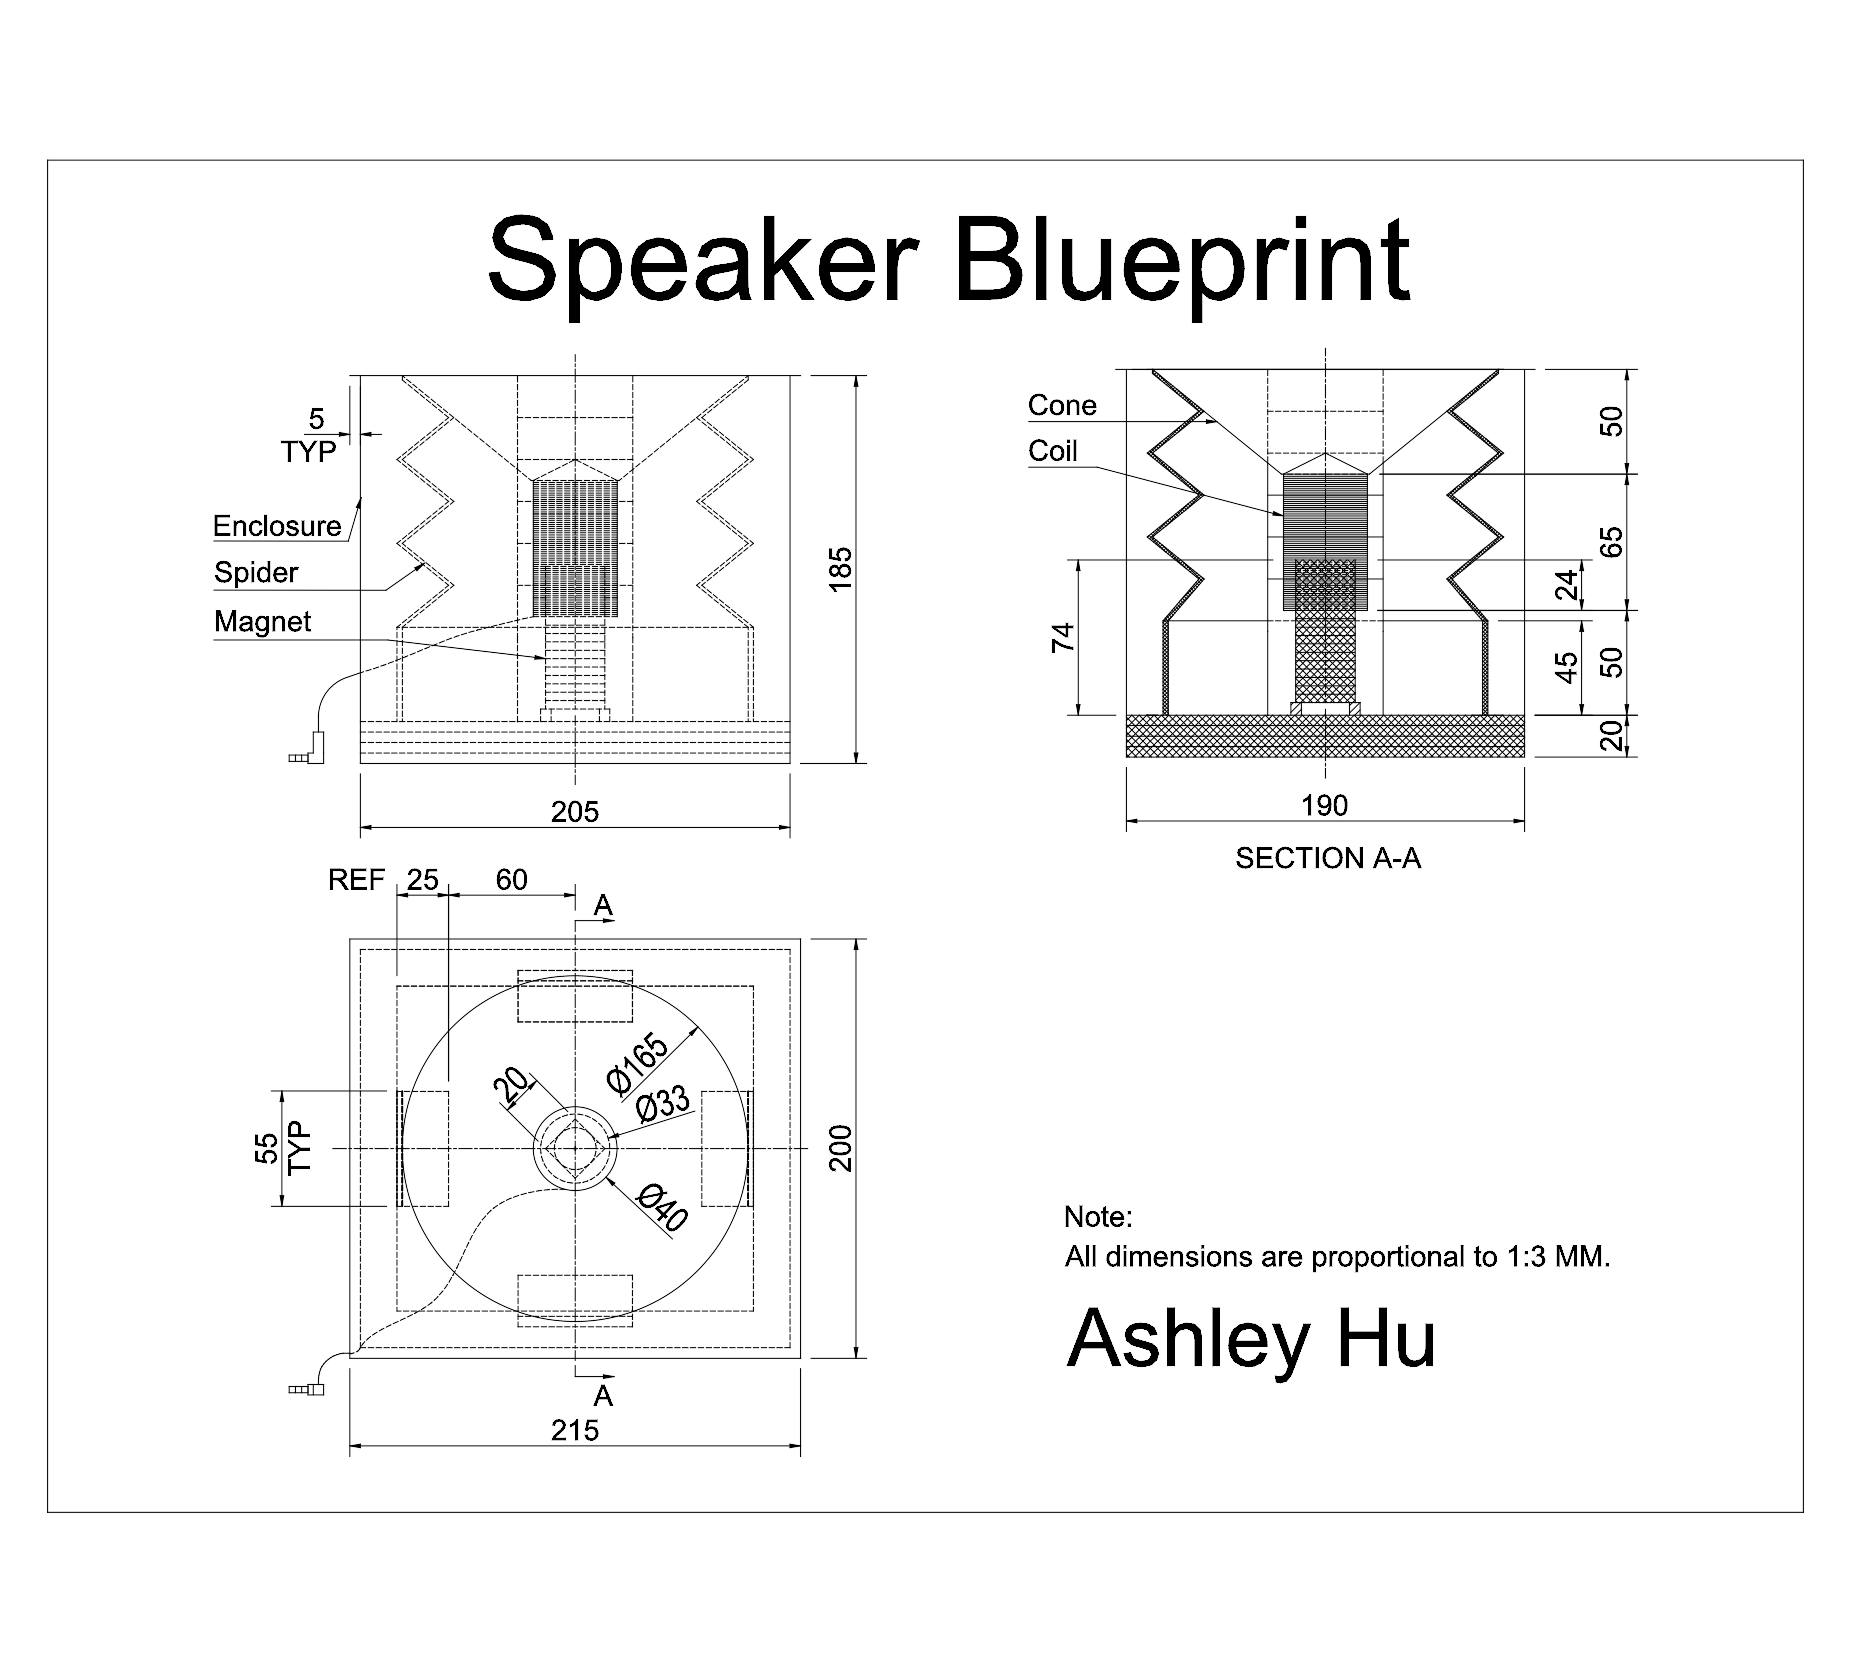 Speaker Blueprint
5
TYP
Enclosure
Spider
Magnet
185
205
Cone
Coil
50
65
24
74
45
50
20
190
SECTION A-A
REF 25 60
A
Ø165
20
Ø33
55
TYP
200
Ø40
A
215
Note:
All dimensions are proportional to 1:3 MM.
Ashley Hu